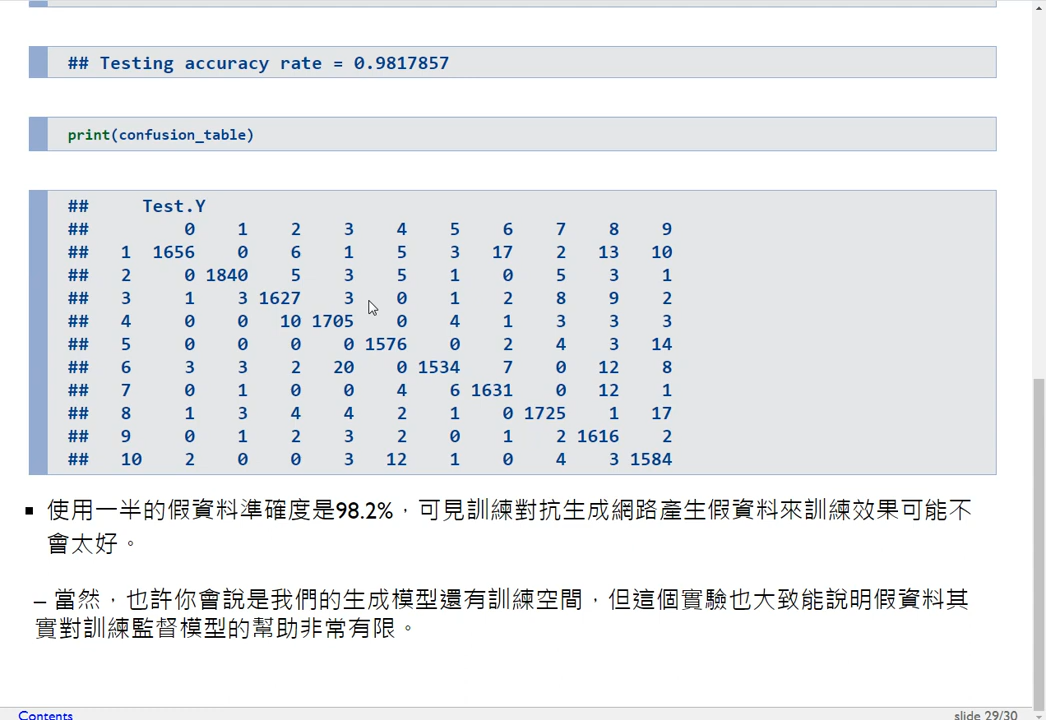 ## Testing accuracy rate = 0.9817857
print(confusion_table)
## Test.Y
## 0 1 2 3 4 5 6 7 8 9
## 1 1656 0 6 1 5 3 17 2 13 10
## 2 0 1840 5 3 5 1 0 5 3 1
## 3 1 3 1627 3 0 1 2 8 9 2
## 4 0 0 10 1705 0 4 1 3 3 3
## 5 0 0 0 0 1576 0 2 4 3 14
## 6 3 3 2 20 0 1534 7 0 12 8
## 7 0 1 0 0 4 6 1631 0 12 1
## 8 1 3 4 4 2 1 0 1725 1 17
## 9 0 1 2 3 2 0 1 2 1616 2
## 10 2 0 0 3 12 1 0 4 3 1584
▪ 使用一半的假資料準確度是98.2%，可見訓練對抗生成網路產生假資料來訓練效果可能不
會太好。
– 當然，也許你會說是我們的生成模型還有訓練空間，但這個實驗也大致能說明假資料其
實對訓練監督模型的幫助非常有限。
Contents
slide 29/30